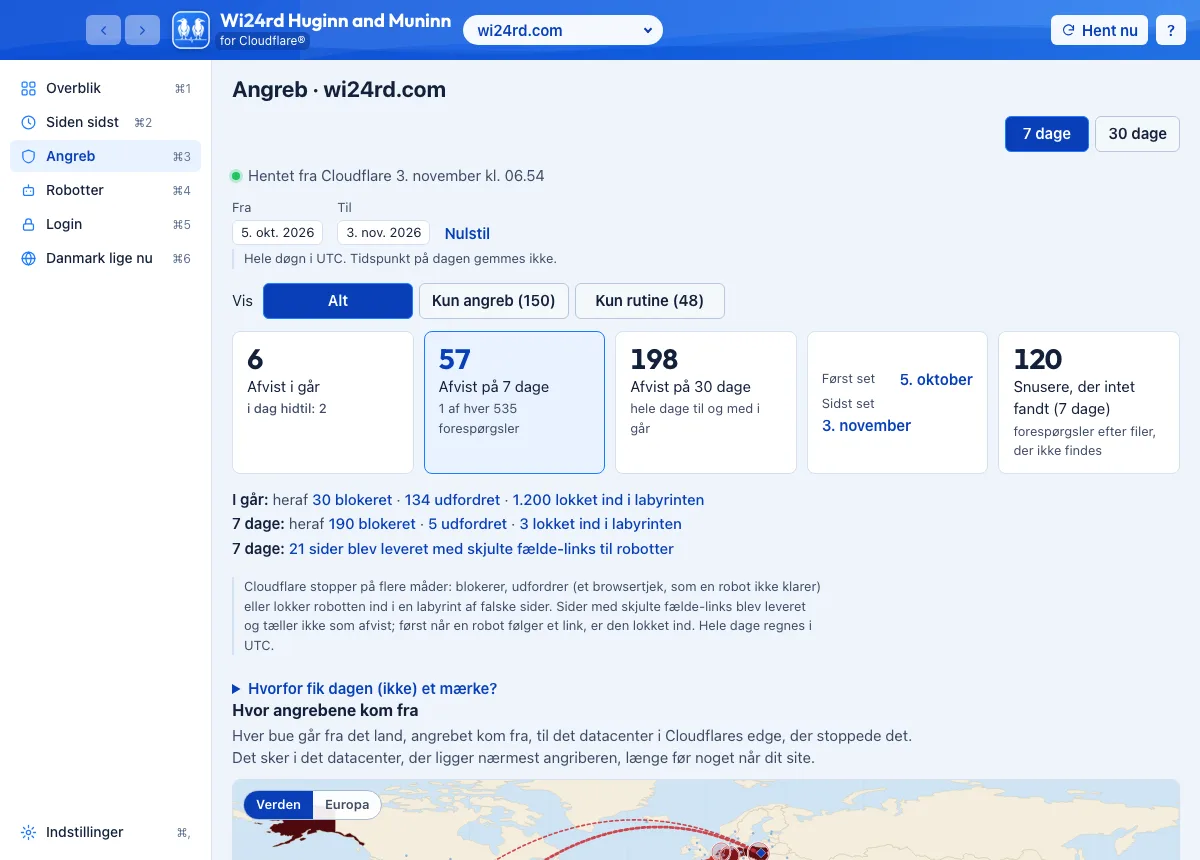 Wi24rd Huginn and Muninn
for Cloudflare®
wi24rd.com
Hent nu
?
Overblik ⌘1
Siden sidst ⌘2
Angreb ⌘3
Robotter ⌘4
Login ⌘5
Danmark lige nu ⌘6
Indstillinger ⌘,
Angreb · wi24rd.com
7 dage
30 dage
Hentet fra Cloudflare 3. november kl. 06.54
Fra
Til
5. okt. 2026
3. nov. 2026
Nulstil
Hele døgn i UTC. Tidspunkt på dagen gemmes ikke.
Vis
Alt
Kun angreb (150)
Kun rutine (48)
6
Afvist i går
i dag hidtil: 2
57
Afvist på 7 dage
1 af hver 535
forespørgsler
198
Afvist på 30 dage
hele dage til og med i
går
Først set 5. oktober
Sidst set
3. november
120
Snusere, der intet
fandt (7 dage)
forespørgsler efter filer,
der ikke findes
I går: heraf 30 blokeret · 134 udfordret · 1.200 lokket ind i labyrinten
7 dage: heraf 190 blokeret · 5 udfordret · 3 lokket ind i labyrinten
7 dage: 21 sider blev leveret med skjulte fælde-links til robotter
Cloudflare stopper på flere måder: blokerer, udfordrer (et browsertjek, som en robot ikke klarer)
eller lokker robotten ind i en labyrint af falske sider. Sider med skjulte fælde-links blev leveret
og tæller ikke som afvist; først når en robot følger et link, er den lokket ind. Hele dage regnes i
UTC.
Hvorfor fik dagen (ikke) et mærke?
Hvor angrebene kom fra
Hver bue går fra det land, angrebet kom fra, til det datacenter i Cloudflares edge, der stoppede det.
Det sker i det datacenter, der ligger nærmest angriberen, længe før noget når dit site.
Verden
Europa